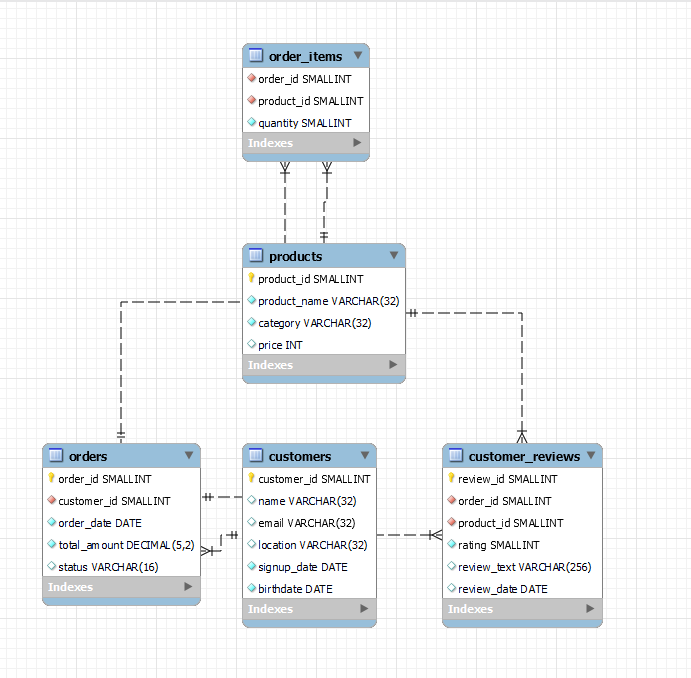 order_items
order_id SMALLINT
product_id SMALLINT
quantity SMALLINT
Indexes
products
product_id SMALLINT
product_name VARCHAR(32)
category VARCHAR(32)
price INT
Indexes
orders
order_id SMALLINT
customer_id SMALLINT
order_date DATE
total_amount DECIMAL(5,2)
status VARCHAR(16)
Indexes
customers
customer_id SMALLINT
name VARCHAR(32)
email VARCHAR(32)
location VARCHAR(32)
signup_date DATE
birthdate DATE
Indexes
customer_reviews
review_id SMALLINT
order_id SMALLINT
product_id SMALLINT
rating SMALLINT
review_text VARCHAR(256)
review_date DATE
Indexes